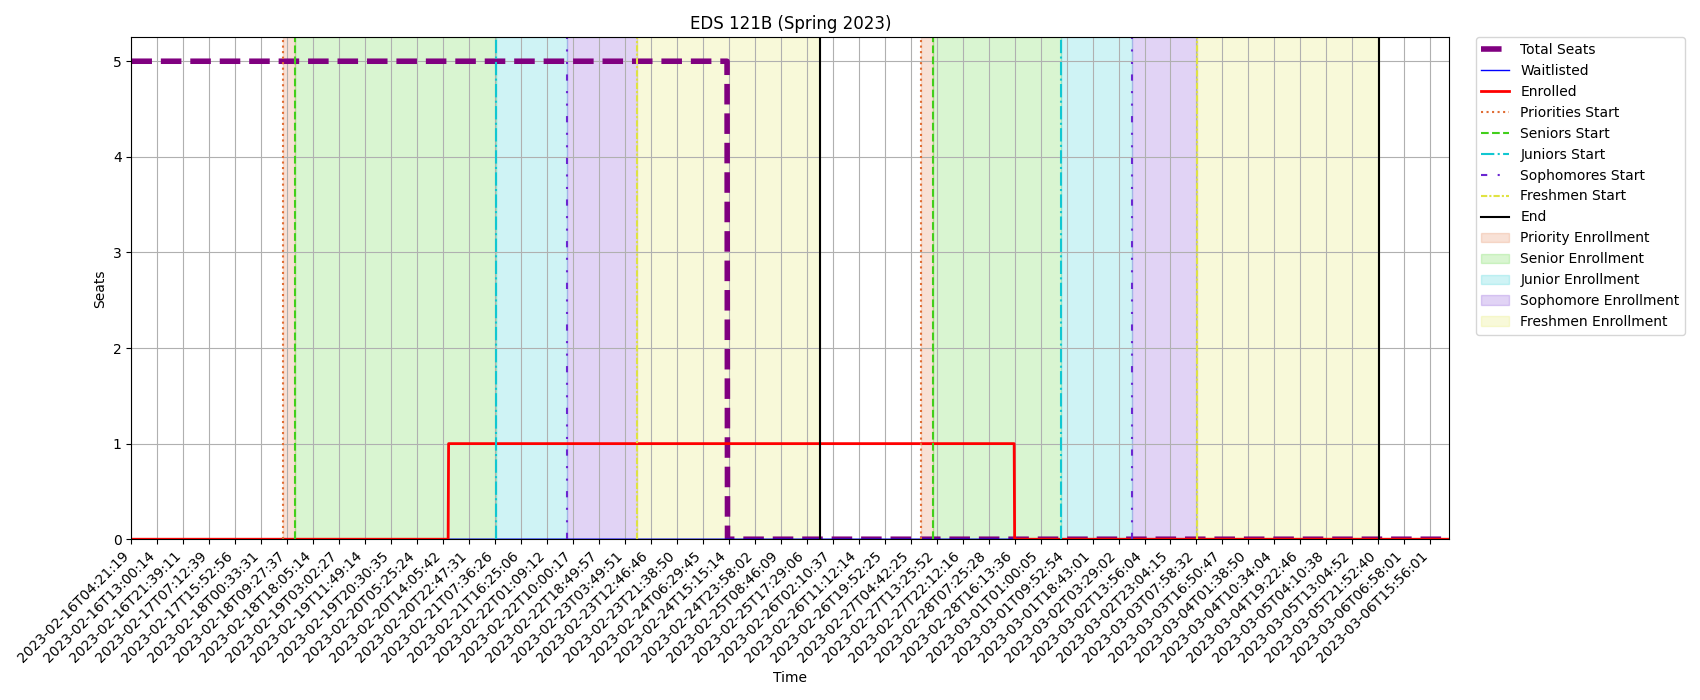 EDS 121B (Spring 2023)
Seats
5
4
3
2
1
0
2023-02-16T04:21:19
2023-02-16T13:00:14
2023-02-16T21:39:11
2023-02-17T07:12:39
2023-02-17T15:52:56
2023-02-18T00:33:31
2023-02-18T09:27:37
2023-02-18T18:05:14
2023-02-19T03:02:27
2023-02-19T11:49:14
2023-02-19T20:30:35
2023-02-20T05:25:24
2023-02-20T14:05:42
2023-02-20T22:47:31
2023-02-21T07:36:26
2023-02-21T16:25:06
2023-02-22T01:09:12
2023-02-22T10:00:17
2023-02-22T18:49:57
2023-02-23T03:49:51
2023-02-23T12:46:46
2023-02-23T21:38:50
2023-02-24T06:29:45
2023-02-24T15:15:14
2023-02-24T23:58:02
2023-02-25T08:46:09
2023-02-25T17:29:06
2023-02-26T02:10:37
2023-02-26T11:12:14
2023-02-26T19:52:25
2023-02-27T04:42:25
2023-02-27T13:25:52
2023-02-27T22:12:16
2023-02-28T07:25:28
2023-02-28T16:13:36
2023-03-01T01:00:05
2023-03-01T09:52:54
2023-03-01T18:43:01
2023-03-02T03:29:02
2023-03-02T13:56:04
2023-03-02T23:04:15
2023-03-03T07:58:32
2023-03-03T16:50:47
2023-03-04T01:38:50
2023-03-04T10:34:04
2023-03-04T19:22:46
2023-03-05T04:10:38
2023-03-05T13:04:52
2023-03-05T21:52:40
2023-03-06T06:58:01
2023-03-06T15:56:01
Time
Total Seats
Waitlisted
Enrolled
Priorities Start
Seniors Start
Juniors Start
Sophomores Start
Freshmen Start
End
Priority Enrollment
Senior Enrollment
Junior Enrollment
Sophomore Enrollment
Freshmen Enrollment